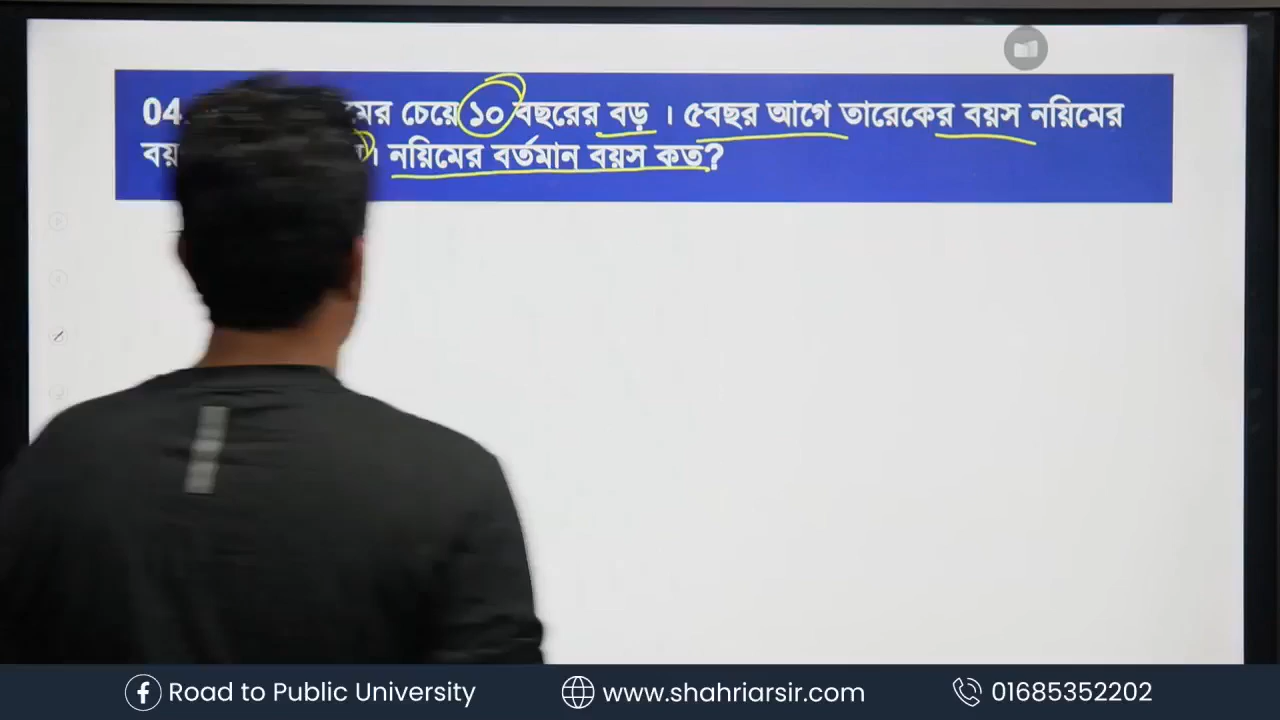 04. মের চেয়ে ১০ বছরের বড় । ৫বছর আগে তারেকের বয়স নয়িমের
বয় । নয়িমের বর্তমান বয়স কত?
Road to Public University
www.shahriarsir.com
01685352202